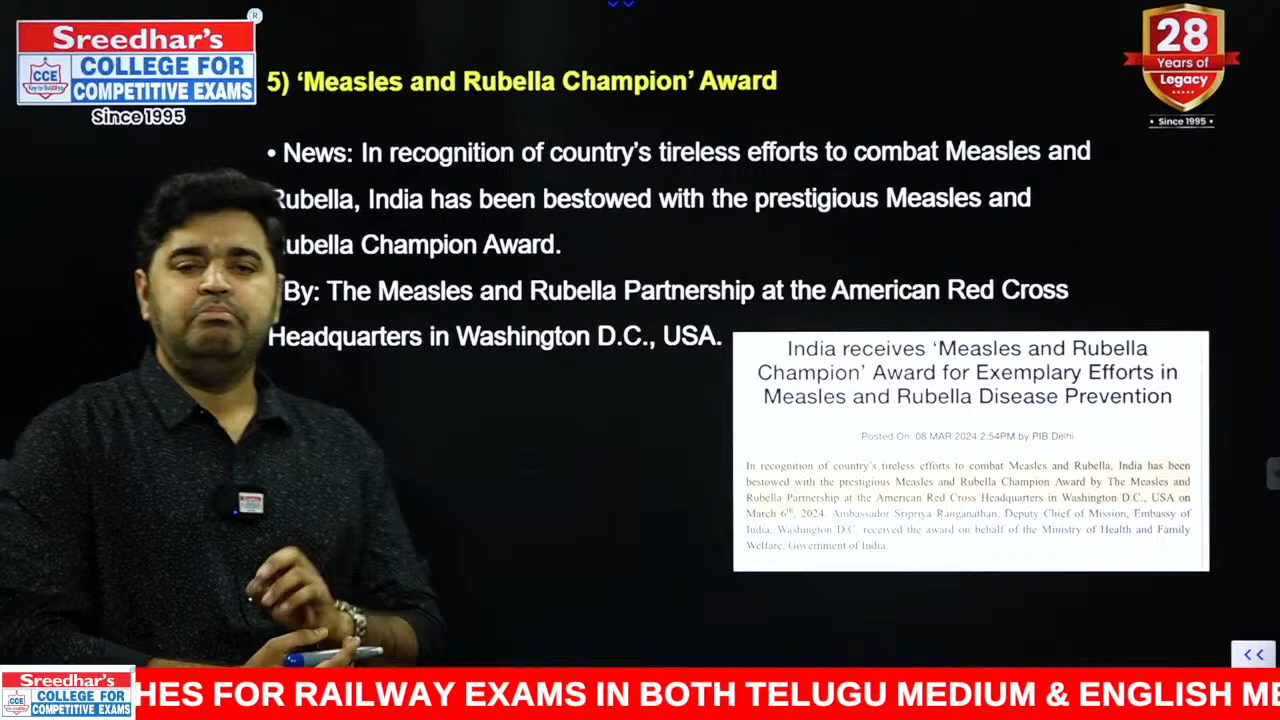 Sreedhar's
CCE
COLLEGE FOR
COMPETITIVE EXAMS
Since 1995
28
Years of
Legacy
• Since 1995 •
5) ‘Measles and Rubella Champion’ Award
• News: In recognition of country’s tireless efforts to combat Measles and
Rubella, India has been bestowed with the prestigious Measles and
ubella Champion Award.
By: The Measles and Rubella Partnership at the American Red Cross
Headquarters in Washington D.C., USA.
India receives ‘Measles and Rubella
Champion’ Award for Exemplary Efforts in
Measles and Rubella Disease Prevention
Posted On: 08 MAR 2024 2:54PM by PIB Delhi
In recognition of country’s tireless efforts to combat Measles and Rubella, India has been
bestowed with the prestigious Measles and Rubella Champion Award by The Measles and
Rubella Partnership at the American Red Cross Headquarters in Washington D.C., USA on
March 6th, 2024. Ambassador Sripriya Ranganathan, Deputy Chief of Mission, Embassy of
India, Washington D.C. received the award on behalf of the Ministry of Health and Family
Welfare, Government of India.
Sreedhar's
CCE
COLLEGE FOR
COMPETITIVE EXAMS
HES FOR RAILWAY EXAMS IN BOTH TELUGU MEDIUM & ENGLISH ME